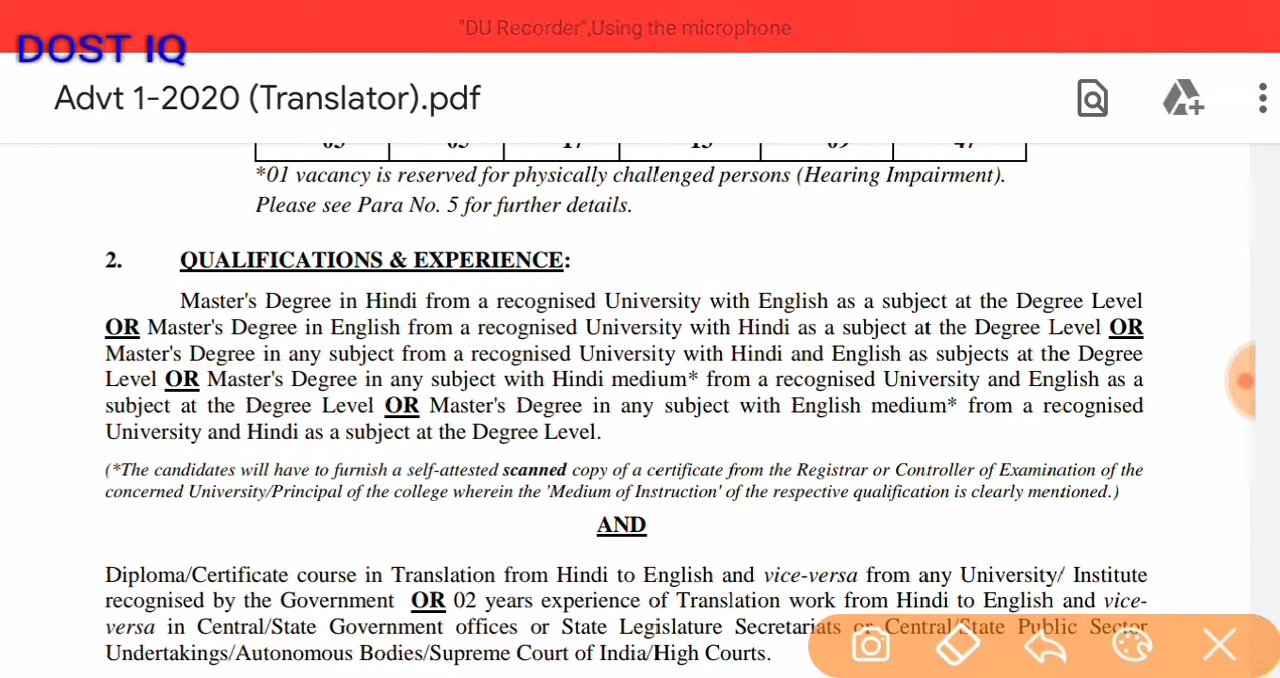 "DU Recorder",Using the microphone
DOST IQ
Advt 1-2020 (Translator).pdf
*01 vacancy is reserved for physically challenged persons (Hearing Impairment).
Please see Para No. 5 for further details.
2. QUALIFICATIONS & EXPERIENCE:
Master's Degree in Hindi from a recognised University with English as a subject at the Degree Level
OR Master's Degree in English from a recognised University with Hindi as a subject at the Degree Level OR
Master's Degree in any subject from a recognised University with Hindi and English as subjects at the Degree
Level OR Master's Degree in any subject with Hindi medium* from a recognised University and English as a
subject at the Degree Level OR Master's Degree in any subject with English medium* from a recognised
University and Hindi as a subject at the Degree Level.
(*The candidates will have to furnish a self-attested scanned copy of a certificate from the Registrar or Controller of Examination of the
concerned University/Principal of the college wherein the 'Medium of Instruction' of the respective qualification is clearly mentioned.)
AND
Diploma/Certificate course in Translation from Hindi to English and vice-versa from any University/ Institute
recognised by the Government OR 02 years experience of Translation work from Hindi to English and vice-
versa in Central/State Government offices or State Legislature Secretariats or Central/State Public Sector
Undertakings/Autonomous Bodies/Supreme Court of India/High Courts.